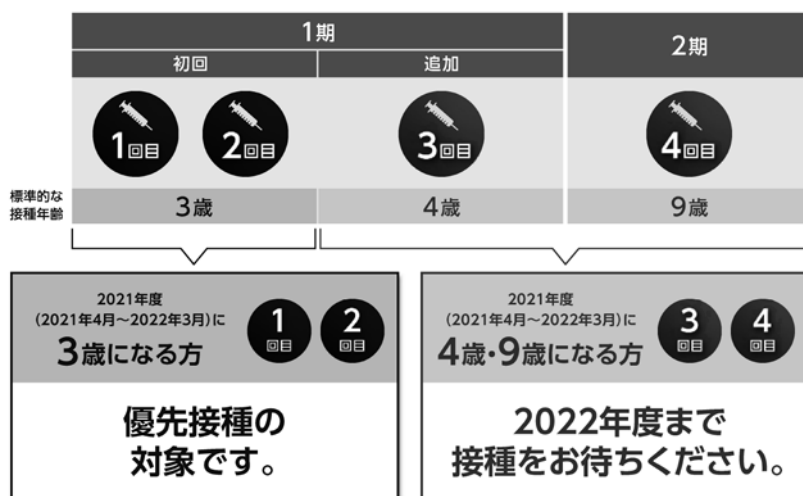 1期
2期
初回
追加
1回目
2回目
3回目
4回目
標準的な
接種年齢
3歳
4歳
9歳
2021年度
(2021年4月～2022年3月)に
3歳になる方
1
回目
2
回目
優先接種の
対象です。
2021年度
(2021年4月～2022年3月)に
4歳・9歳になる方
3
回目
4
回目
2022年度まで
接種をお待ちください。